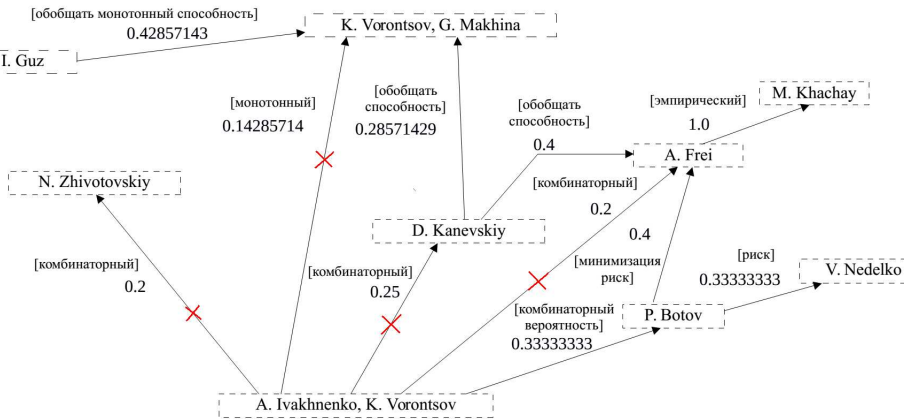 [обобщать монотонный способность]
0.42857143
K. Vorontsov, G. Makhina
I. Guz
[монотонный]
0.14285714
[обобщать
способность]
0.28571429
[обобщать
способность]
0.4
[эмпирический]
1.0
M. Khachay
A. Frei
N. Zhivotovskiy
[комбинаторный]
0.2
D. Kanevskiy
0.4
[минимизация
риск]
[комбинаторный]
0.2
[комбинаторный]
0.25
[риск]
0.33333333
V. Nedelko
[комбинаторный
вероятность]
0.33333333
P. Botov
A. Ivakhnenko, K. Vorontsov